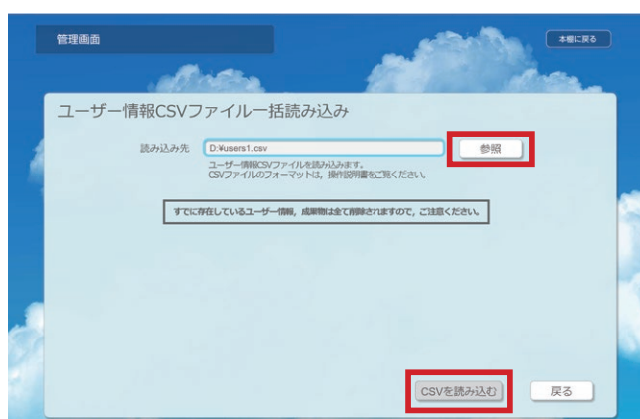 管理画面
本棚に戻る
ユーザー情報CSVファイル一括読み込み
読み込み先
D:¥users1.csv
参照
ユーザー情報CSVファイルを読み込みます。
CSVファイルのフォーマットは，操作説明書をご覧ください。
すでに存在しているユーザー情報，成果物は全て削除されますので，ご注意ください。
CSVを読み込む
戻る